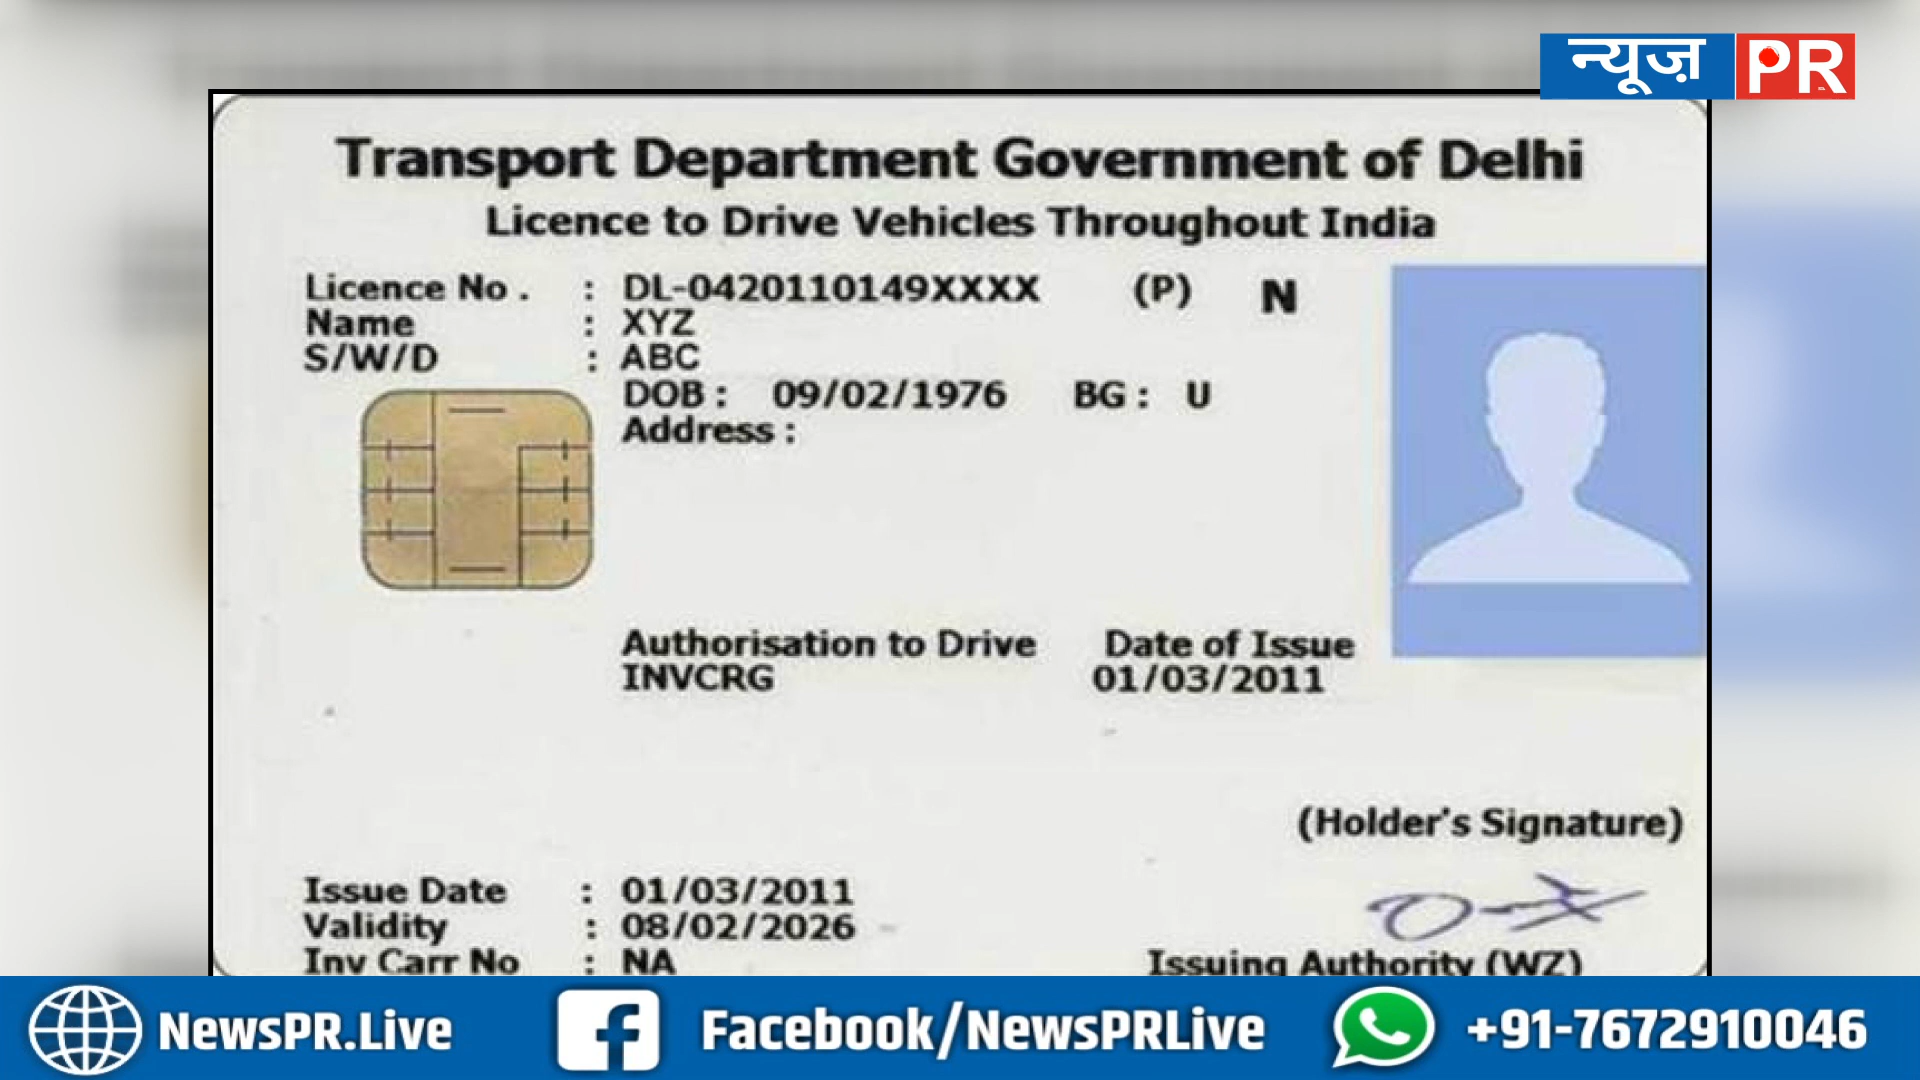 न्यूज़ PR
Transport Department Government of Delhi
Licence to Drive Vehicles Throughout India
Licence No . : DL-0420110149XXXX (P) N
Name : XYZ
S/W/D : ABC
DOB : 09/02/1976 BG : U
Address :
Authorisation to Drive Date of Issue
INVCRG 01/03/2011
(Holder's Signature)
Issue Date : 01/03/2011
Validity : 08/02/2026
Inv Carr No : NA
Issuing Authority (WZ)
NewsPR.Live Facebook/NewsPRLive +91-7672910046